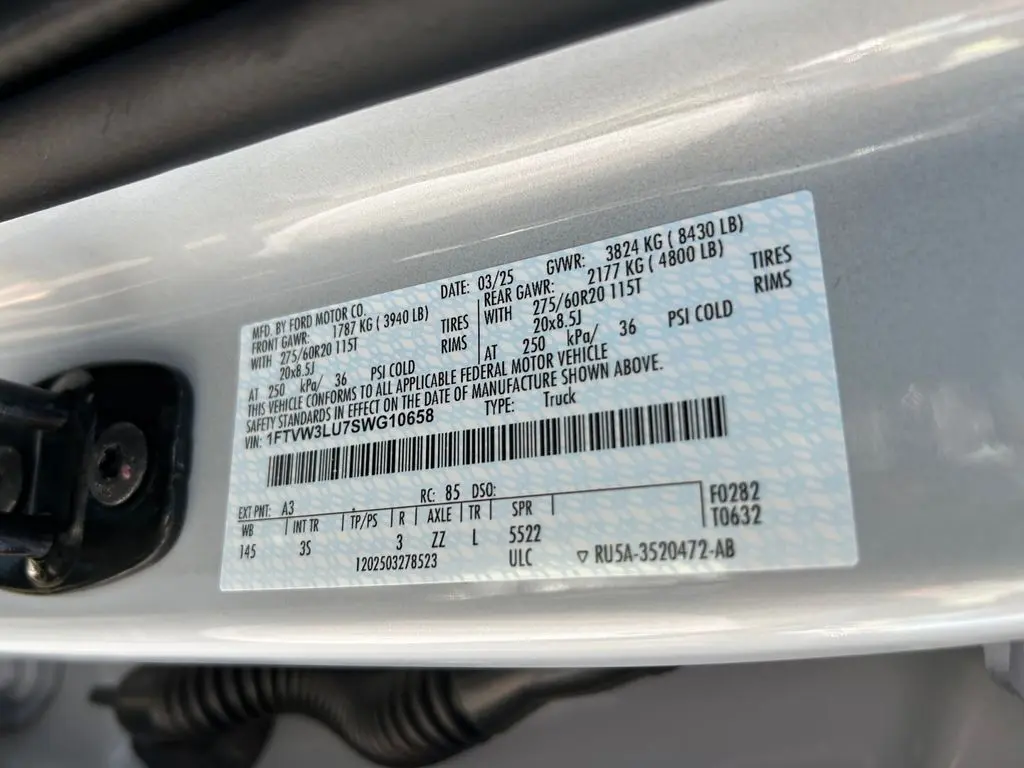 MFD. BY FORD MOTOR CO.
DATE: 03/25 GVWR: 3824 KG ( 8430 LB)
FRONT GAWR: 1787 KG ( 3940 LB)
WITH 275/60R20 115T TIRES
20x8.5J RIMS
AT 250 kPa/ 36 PSI COLD
REAR GAWR: 2177 KG ( 4800 LB)
WITH 275/60R20 115T TIRES
20x8.5J RIMS
AT 250 kPa/ 36 PSI COLD
THIS VEHICLE CONFORMS TO ALL APPLICABLE FEDERAL MOTOR VEHICLE
SAFETY STANDARDS IN EFFECT ON THE DATE OF MANUFACTURE SHOWN ABOVE.
VIN: 1FTVW3LU7SWG10658 TYPE: Truck
EXT PNT: A3 RC: 85 DSO:
WB INT TR TP/PS R AXLE TR SPR F0282
145 3S 3 ZZ L 5522 T0632
1202503278523 ULC ▽ RU5A-3520472-AB